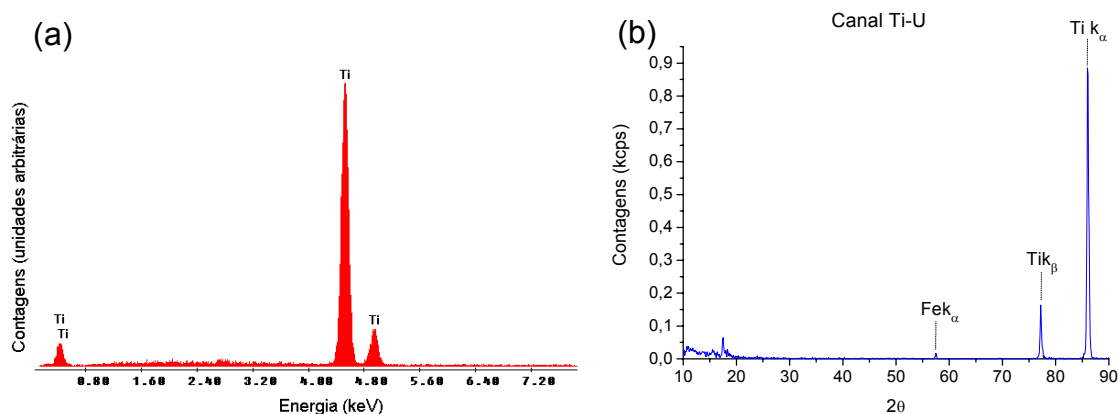 (a)
Ti
Ti
Ti
Ti
Contagens (unidades arbitrárias)
0.80 1.60 2.40 3.20 4.00 4.80 5.60 6.40 7.20
Energia (keV)
(b)
Canal Ti-U
Ti kα
Tikβ
Fekα
Contagens (kcps)
0,9
0,8
0,7
0,6
0,5
0,4
0,3
0,2
0,1
0,0
10 20 30 40 50 60 70 80 90
2θ